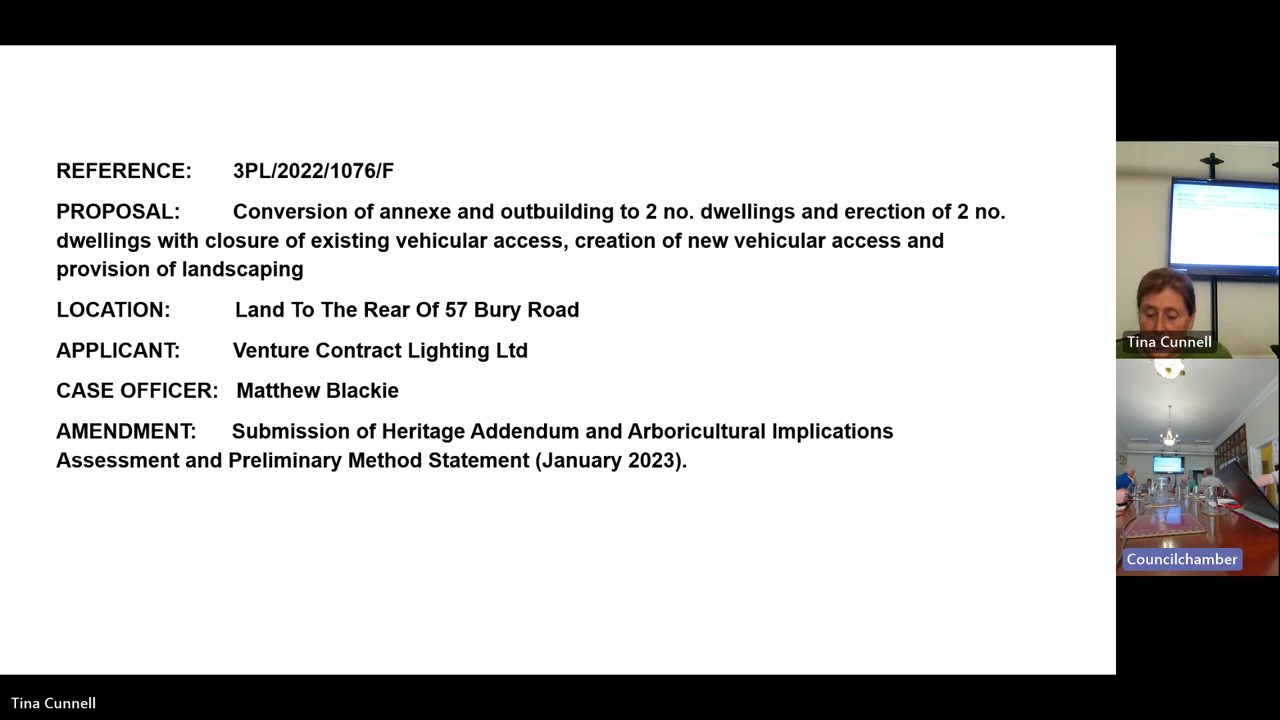 REFERENCE: 3PL/2022/1076/F
PROPOSAL: Conversion of annexe and outbuilding to 2 no. dwellings and erection of 2 no.
dwellings with closure of existing vehicular access, creation of new vehicular access and
provision of landscaping
LOCATION: Land To The Rear Of 57 Bury Road
APPLICANT: Venture Contract Lighting Ltd
CASE OFFICER: Matthew Blackie
AMENDMENT: Submission of Heritage Addendum and Arboricultural Implications
Assessment and Preliminary Method Statement (January 2023).
Tina Cunnell
Councilchamber
Tina Cunnell